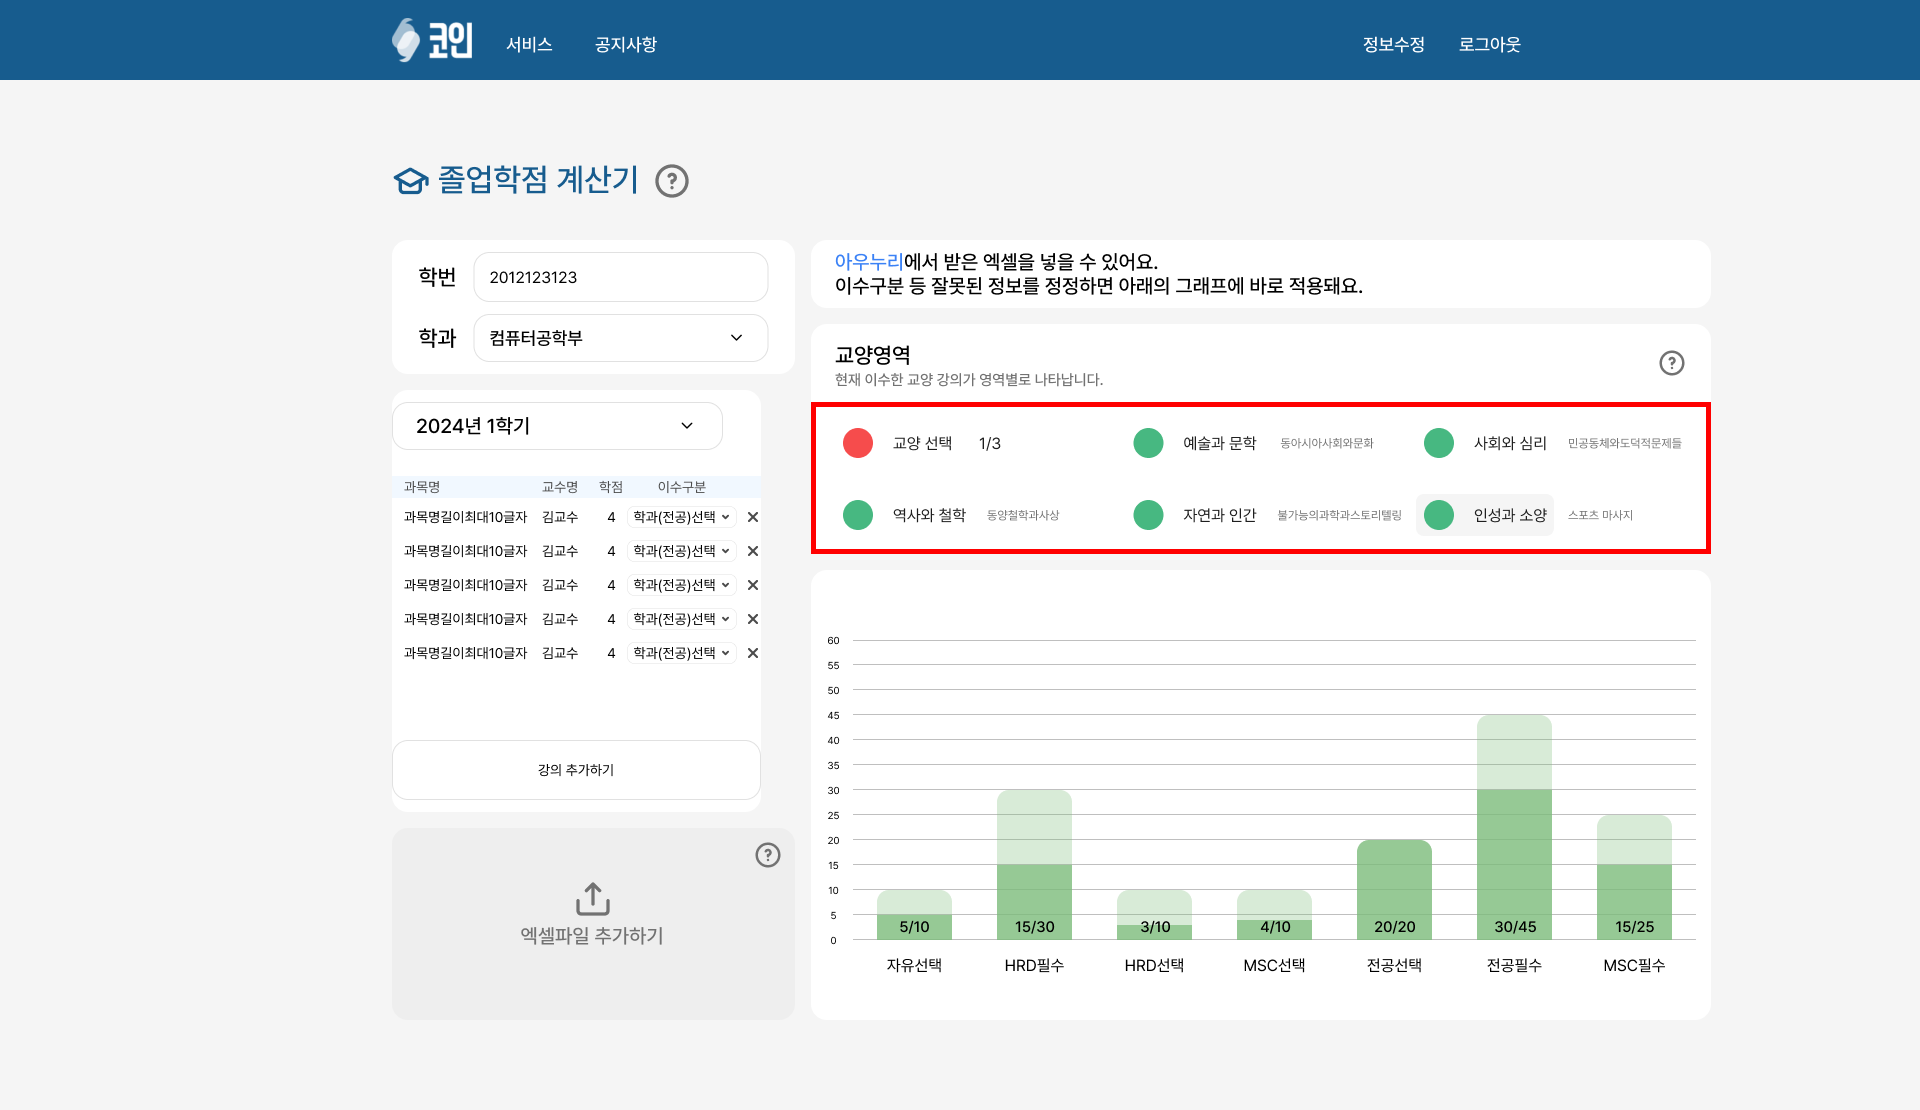 코인
서비스
공지사항
정보수정
로그아웃
졸업학점 계산기
?
학번
2012123123
학과
컴퓨터공학부
2024년 1학기
과목명 교수명 학점 이수구분
과목명길이최대10글자 김교수 4 학과(전공)선택
과목명길이최대10글자 김교수 4 학과(전공)선택
과목명길이최대10글자 김교수 4 학과(전공)선택
과목명길이최대10글자 김교수 4 학과(전공)선택
과목명길이최대10글자 김교수 4 학과(전공)선택
강의 추가하기
?
엑셀파일 추가하기
아우누리에서 받은 엑셀을 넣을 수 있어요.
이수구분 등 잘못된 정보를 정정하면 아래의 그래프에 바로 적용돼요.
교양영역
현재 이수한 교양 강의가 영역별로 나타납니다.
?
교양 선택 1/3
예술과 문학 동아시아사회와문화
사회와 심리 민공동체와도덕적문제들
역사와 철학 동양철학과사상
자연과 인간 불가능의과학과스토리텔링
인성과 소양 스포츠 마사지
60
55
50
45
40
35
30
25
20
15
10
5
0
5/10 15/30 3/10 4/10 20/20 30/45 15/25
자유선택 HRD필수 HRD선택 MSC선택 전공선택 전공필수 MSC필수